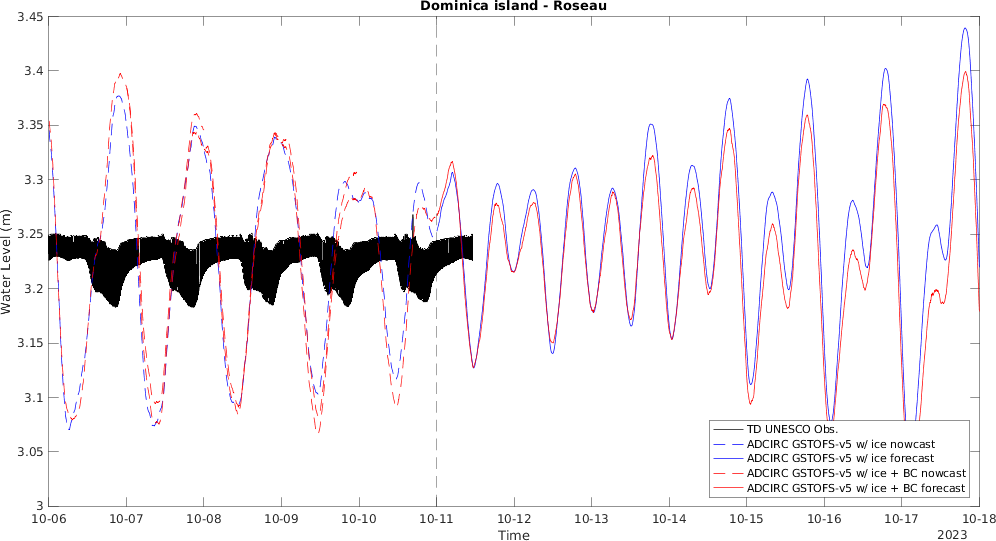 Dominica island - Roseau
3.45
3.4
3.35
3.3
3.25
3.2
3.15
3.1
3.05
3
Water Level (m)
TD UNESCO Obs.
ADCIRC GSTOFS-v5 w/ ice nowcast
ADCIRC GSTOFS-v5 w/ ice forecast
ADCIRC GSTOFS-v5 w/ ice + BC nowcast
ADCIRC GSTOFS-v5 w/ ice + BC forecast
10-06 10-07 10-08 10-09 10-10 10-11 10-12 10-13 10-14 10-15 10-16 10-17 10-18
Time
2023